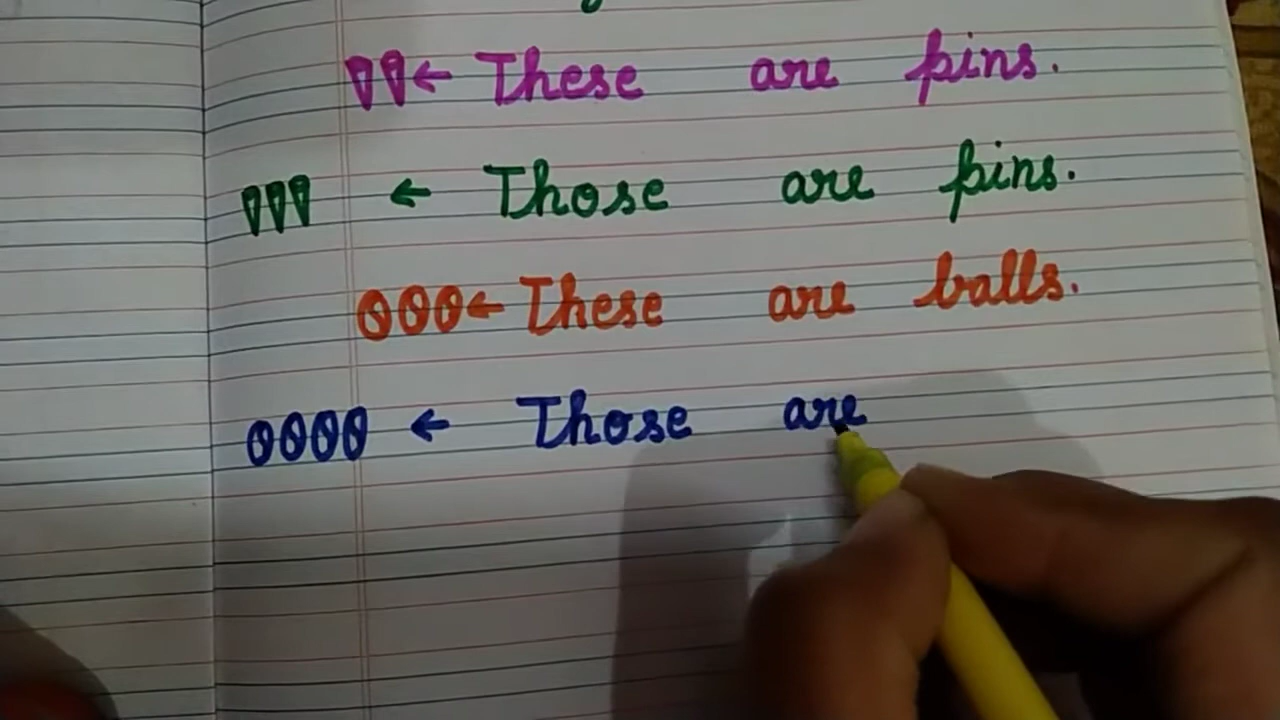 ← These are pins.
← Those are pins.
← These are balls.
← Those are